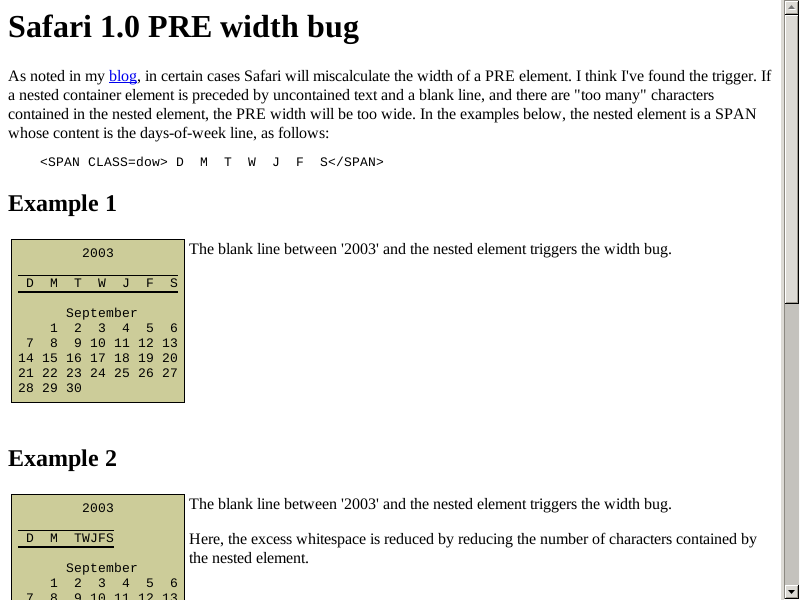 Safari 1.0 PRE width bug
As noted in my blog, in certain cases Safari will miscalculate the width of a PRE element. I think I've found the trigger. If
a nested container element is preceded by uncontained text and a blank line, and there are "too many" characters
contained in the nested element, the PRE width will be too wide. In the examples below, the nested element is a SPAN
whose content is the days-of-week line, as follows:
<SPAN CLASS=dow> D  M  T  W  J  F  S</SPAN>
Example 1
2003
D  M  T  W  J  F  S
September
1  2  3  4  5  6
7  8  9 10 11 12 13
14 15 16 17 18 19 20
21 22 23 24 25 26 27
28 29 30
The blank line between '2003' and the nested element triggers the width bug.
Example 2
2003
D  M  TWJFS
September
1  2  3  4  5  6
7  8  9 10 11 12 13
The blank line between '2003' and the nested element triggers the width bug.
Here, the excess whitespace is reduced by reducing the number of characters contained by
the nested element.